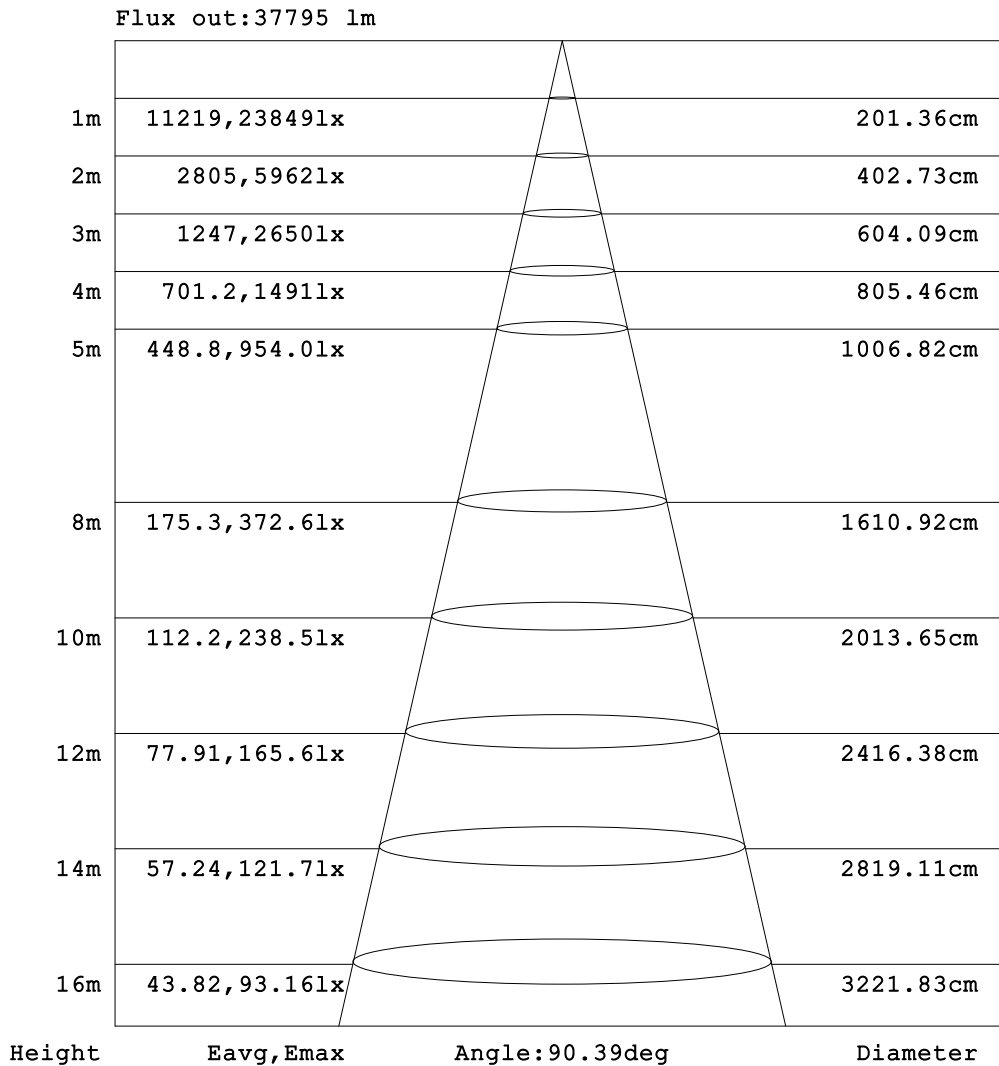 Flux out:37795 lm
1m 11219,23849lx 201.36cm
2m 2805,5962lx 402.73cm
3m 1247,2650lx 604.09cm
4m 701.2,1491lx 805.46cm
5m 448.8,954.0lx 1006.82cm
8m 175.3,372.6lx 1610.92cm
10m 112.2,238.5lx 2013.65cm
12m 77.91,165.6lx 2416.38cm
14m 57.24,121.7lx 2819.11cm
16m 43.82,93.16lx 3221.83cm
Height Eavg,Emax Angle:90.39deg Diameter